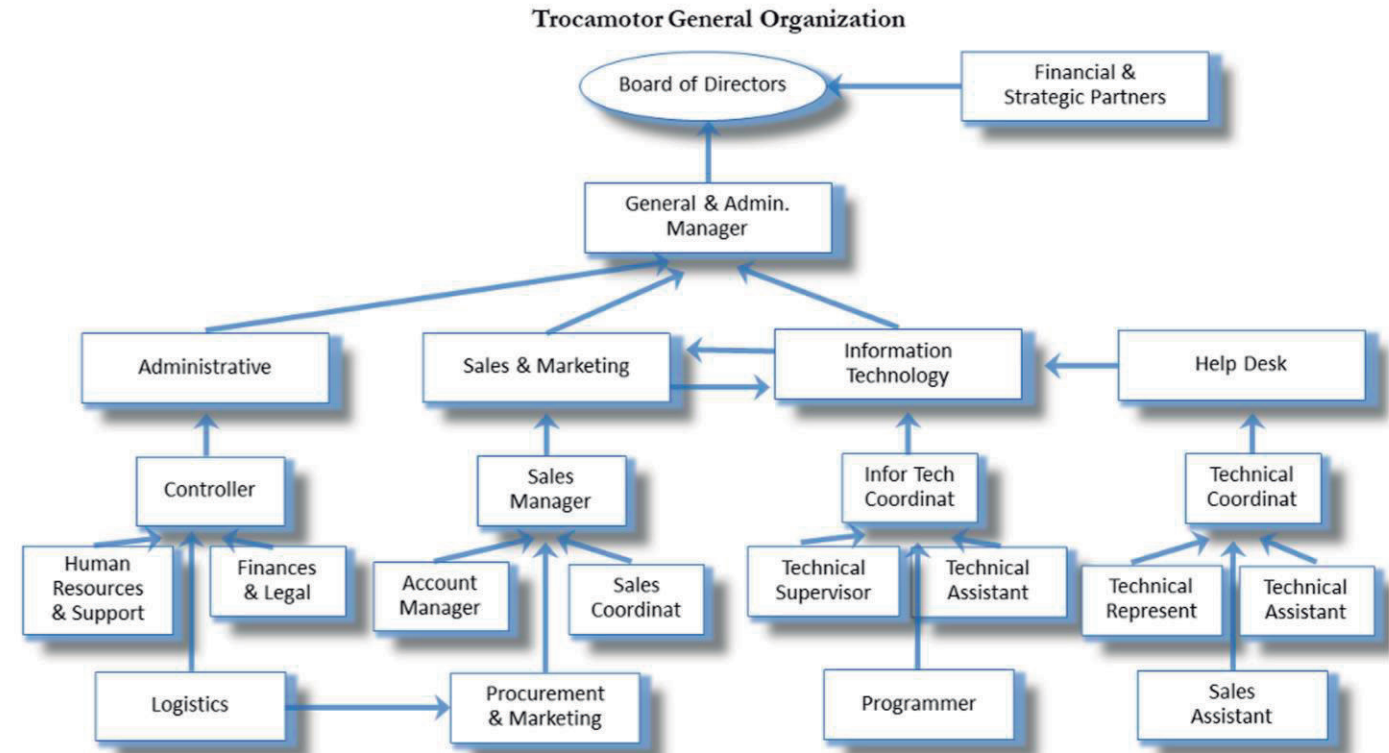 Trocamotor General Organization
Board of Directors
Financial &
Strategic Partners
General & Admin.
Manager
Administrative
Sales & Marketing
Information
Technology
Help Desk
Controller
Sales
Manager
Infor Tech
Coordinat
Technical
Coordinat
Human
Resources
& Support
Finances
& Legal
Account
Manager
Sales
Coordinat
Technical
Supervisor
Technical
Assistant
Technical
Represent
Technical
Assistant
Logistics
Procurement
& Marketing
Programmer
Sales
Assistant